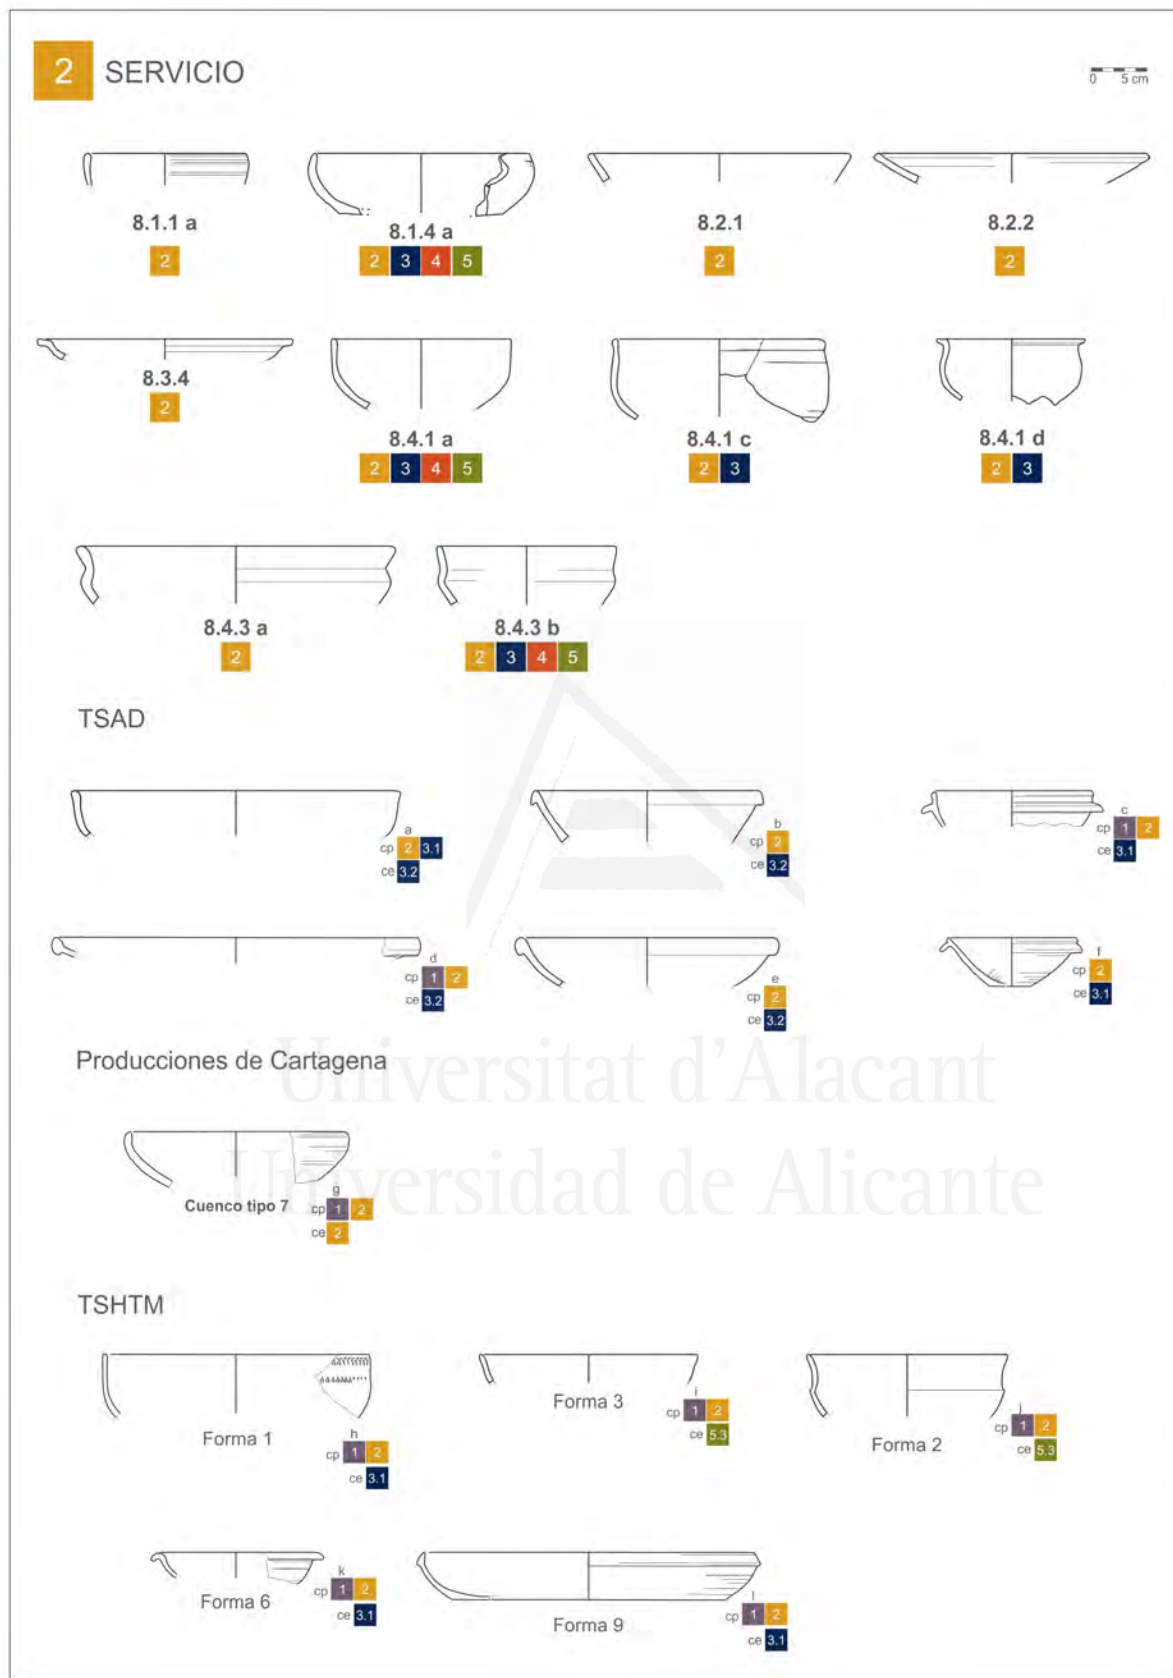 2 SERVICIO
0 5 cm
8.1.1 a
2
8.1.4 a
2 3 4 5
8.2.1
2
8.2.2
2
8.3.4
2
8.4.1 a
2 3 4 5
8.4.1 c
2 3
8.4.1 d
2 3
8.4.3 a
2
8.4.3 b
2 3 4 5
TSAD
a
cp 2 3.1
ce 3.2
b
cp 2
ce 3.2
c
cp 1 2
ce 3.1
d
cp 1 2
ce 3.2
e
cp 2
ce 3.2
f
cp 2
ce 3.1
Producciones de Cartagena
Universitat d'Alacant
Universidad de Alicante
Cuenco tipo 7
g
cp 1 2
ce 2
TSHTM
Forma 1
h
cp 1 2
ce 3.1
Forma 3
i
cp 1 2
ce 5.3
Forma 2
j
cp 1 2
ce 5.3
Forma 6
k
cp 1 2
ce 3.1
Forma 9
l
cp 1 2
ce 3.1